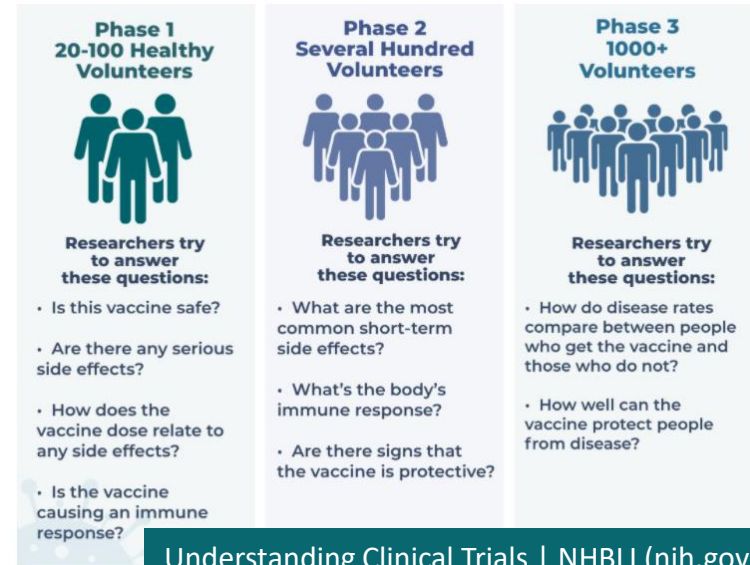 Phase 1
20-100 Healthy
Volunteers
Researchers try
to answer
these questions:
• Is this vaccine safe?
• Are there any serious
side effects?
• How does the
vaccine dose relate to
any side effects?
• Is the vaccine
causing an immune
response?
Phase 2
Several Hundred
Volunteers
Researchers try
to answer
these questions:
• What are the most
common short-term
side effects?
• What's the body's
immune response?
• Are there signs that
the vaccine is protective?
Phase 3
1000+
Volunteers
Researchers try
to answer
these questions:
• How do disease rates
compare between people
who get the vaccine and
those who do not?
• How well can the
vaccine protect people
from disease?
Understanding Clinical Trials | NHBLI (nih.gov